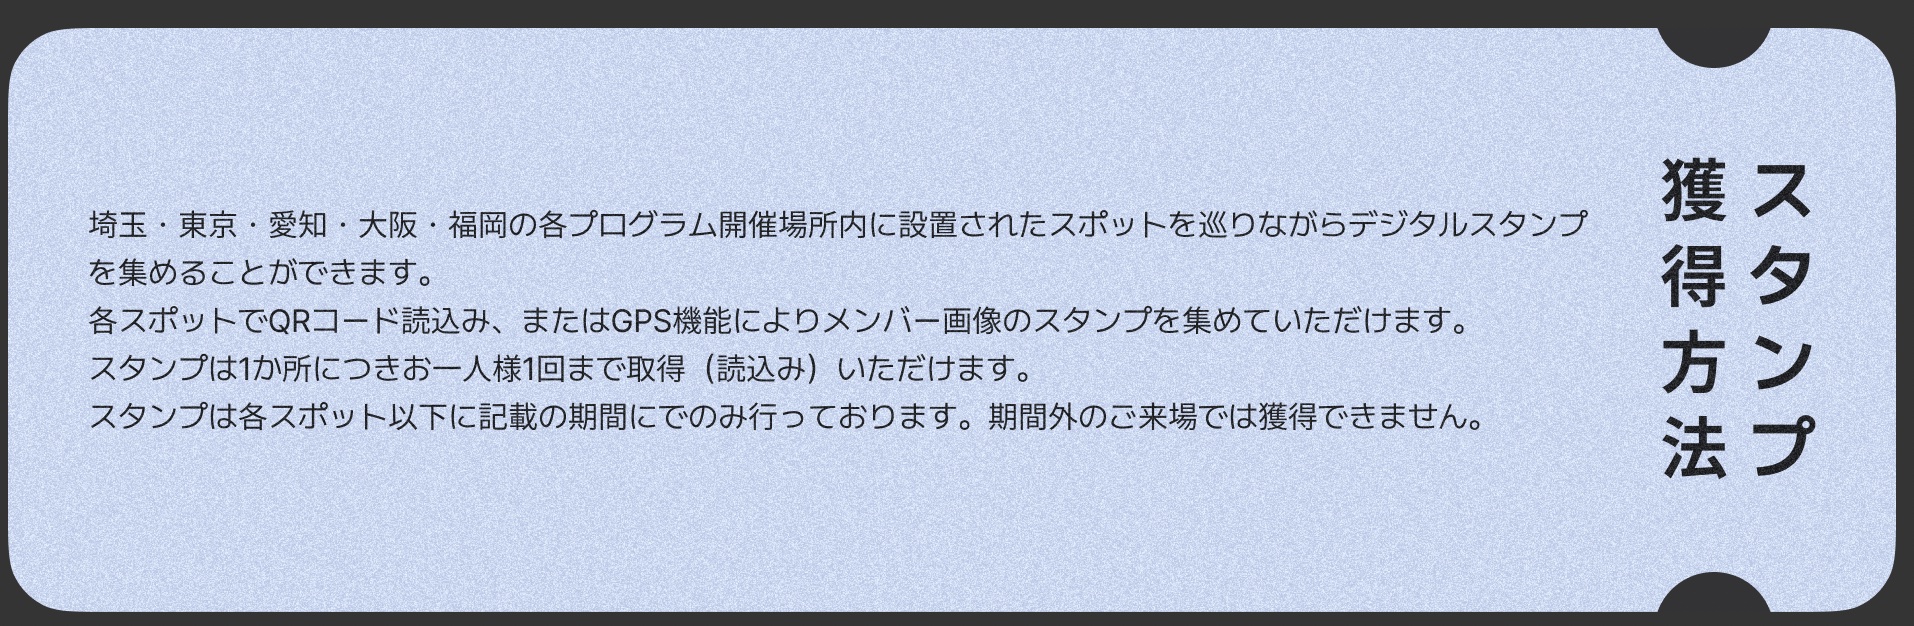 スタンプ
獲得方法
埼玉・東京・愛知・大阪・福岡の各プログラム開催場所内に設置されたスポットを巡りながらデジタルスタンプ
を集めることができます。
各スポットでQRコード読込み、またはGPS機能によりメンバー画像のスタンプを集めていただけます。
スタンプは1か所につきお一人様1回まで取得（読込み）いただけます。
スタンプは各スポット以下に記載の期間にでのみ行っております。期間外のご来場では獲得できません。